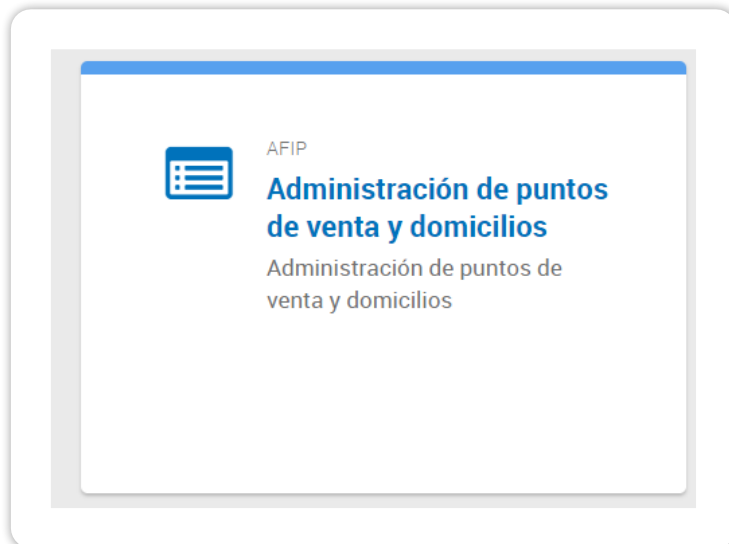 AFIP
Administración de puntos
de venta y domicilios
Administración de puntos de
venta y domicilios